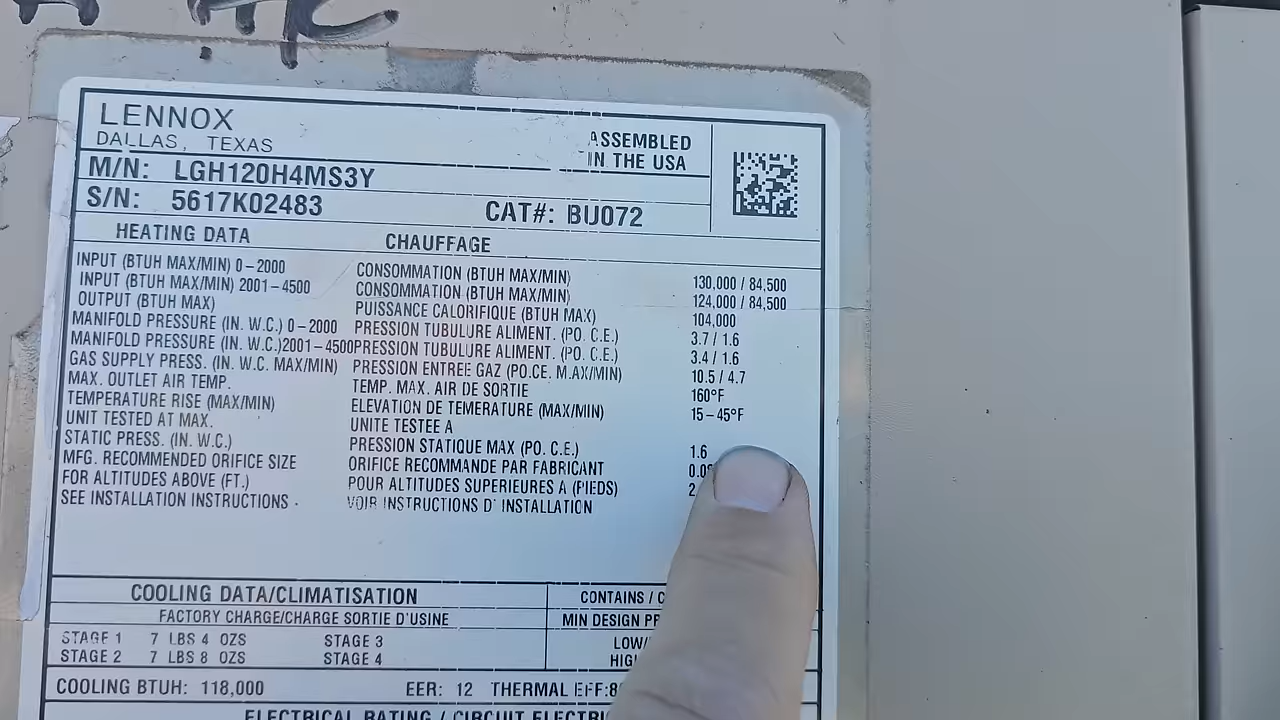 LENNOX
DALLAS, TEXAS
ASSEMBLED
IN THE USA
M/N: LGH120H4MS3Y
S/N: 5617K02483 CAT#: BU072
HEATING DATA CHAUFFAGE
INPUT (BTUH MAX/MIN) 0-2000 CONSOMMATION (BTUH MAX/MIN) 130,000 / 84,500
INPUT (BTUH MAX/MIN) 2001-4500 CONSOMMATION (BTUH MAX/MIN) 124,000 / 84,500
OUTPUT (BTUH MAX) PUISSANCE CALORIFIQUE (BTUH MAX) 104,000
MANIFOLD PRESSURE (IN. W.C.) 0-2000 PRESSION TUBULURE ALIMENT. (PO. C.E.) 3.7 / 1.6
MANIFOLD PRESSURE (IN. W.C.)2001-4500PRESSION TUBULURE ALIMENT. (PO. C.E.) 3.4 / 1.6
GAS SUPPLY PRESS. (IN. W.C. MAX/MIN) PRESSION ENTREE GAZ (PO.CE. M.AX/MIN) 10.5 / 4.7
MAX. OUTLET AIR TEMP. TEMP. MAX. AIR DE SORTIE 160°F
TEMPERATURE RISE (MAX/MIN) ELEVATION DE TEMERATURE (MAX/MIN) 15-45°F
UNIT TESTED AT MAX. UNITE TESTEE A
STATIC PRESS. (IN. W.C.) PRESSION STATIQUE MAX (PO. C.E.) 1.6
MFG. RECOMMENDED ORIFICE SIZE ORIFICE RECOMMANDE PAR FABRICANT
FOR ALTITUDES ABOVE (FT.) POUR ALTITUDES SUPERIEURES A (PIEDS)
SEE INSTALLATION INSTRUCTIONS . VOIR INSTRUCTIONS D' INSTALLATION
COOLING DATA/CLIMATISATION CONTAINS /
FACTORY CHARGE/CHARGE SORTIE D'USINE MIN DESIGN
STAGE 1 7 LBS 4 OZS STAGE 3
STAGE 2 7 LBS 8 OZS STAGE 4
COOLING BTUH: 118,000 EER: 12 THERMAL EFF:
ELECTRICAL RATING / CIRCUIT